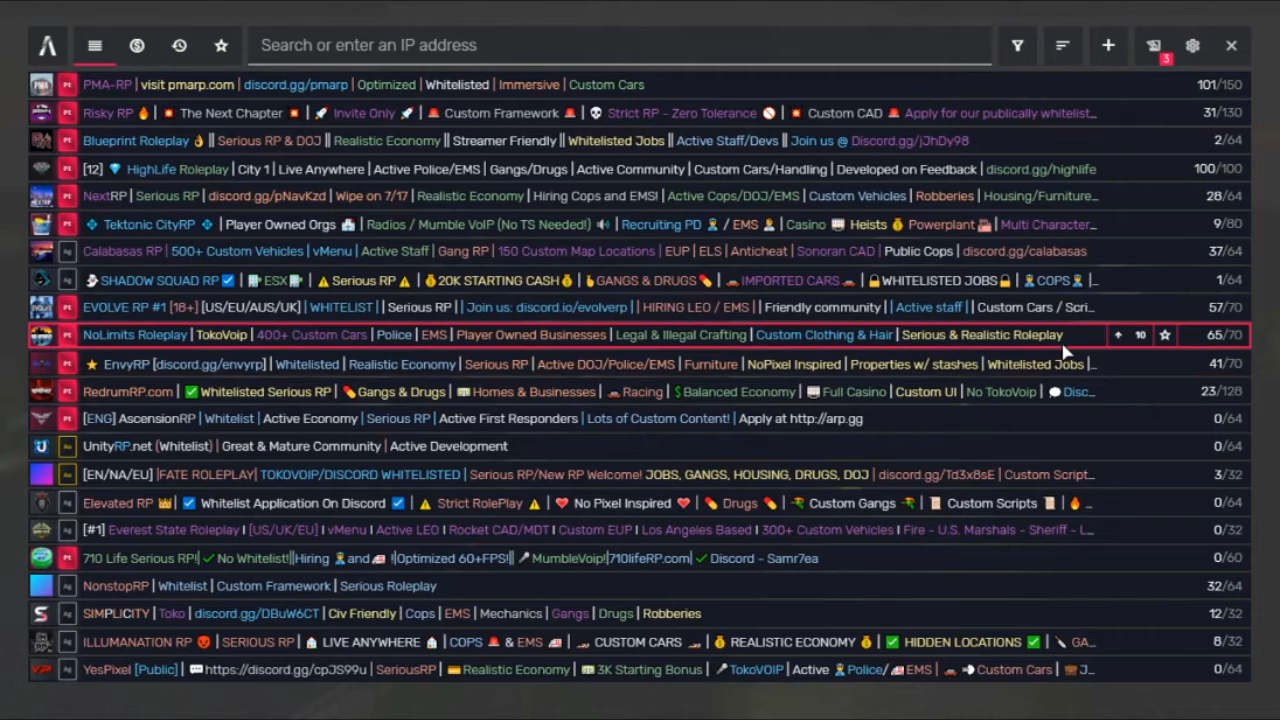 Search or enter an IP address
3
PMA-RP | visit pmarp.com | discord.gg/pmarp | Optimized | Whitelisted | Immersive | Custom Cars 101/150
Risky RP 🔥 | 💥 The Next Chapter 💥 | 🚀 Invite Only 🚀 | 🚨 Custom Framework 🚨 | 💀 Strict RP - Zero Tolerance 🚫 | 💥 Custom CAD 🚨 Apply for our publically whitelist… 31/130
Blueprint Roleplay 👌 || Serious RP & DOJ || Realistic Economy || Streamer Friendly || Whitelisted Jobs || Active Staff/Devs || Join us @ Discord.gg/jJhDy98 2/64
[12] 💎 HighLife Roleplay | City 1 | Live Anywhere | Active Police/EMS | Gangs/Drugs | Active Community | Custom Cars/Handling | Developed on Feedback | discord.gg/highlife 100/100
NextRP | Serious RP | discord.gg/pNavKzd | Wipe on 7/17 | Realistic Economy | Hiring Cops and EMS! | Active Cops/DOJ/EMS | Custom Vehicles | Robberies | Housing/Furniture… 28/64
💠 Tektonic CityRP 💠 | Player Owned Orgs 🏰 | Radios / Mumble VoIP (No TS Needed!) 🔊 | Recruiting PD 👮 / EMS 👨 | Casino 🎰 Heists 💰 Powerplant 🏭 | Multi Character… 9/80
Calabasas RP | 500+ Custom Vehicles | vMenu | Active Staff | Gang RP | 150 Custom Map Locations | EUP | ELS | Anticheat | Sonoran CAD | Public Cops | discord.gg/calabasas 37/64
👻SHADOW SQUAD RP☑️ | 💵ESX💵 | ⚠️Serious RP⚠️ | 💰20K STARTING CASH💰 | 💰GANGS & DRUGS💊 | 🚗IMPORTED CARS🚗 | 🔒WHITELISTED JOBS🔒 | 👮COPS👮 |… 1/64
EVOLVE RP #1 [18+] [US/EU/AUS/UK] | WHITELIST | Serious RP | | Join us: discord.io/evolverp | HIRING LEO / EMS | | Friendly community | | Active staff | | Custom Cars / Scri… 57/70
NoLimits Roleplay | TokoVoip | 400+ Custom Cars | Police | EMS | Player Owned Businesses | Legal & Illegal Crafting | Custom Clothing & Hair | Serious & Realistic Roleplay 10 65/70
⭐ EnvyRP [discord.gg/envyrp] | Whitelisted | Realistic Economy | Serious RP | Active DOJ/Police/EMS | Furniture | NoPixel Inspired | Properties w/ stashes | Whitelisted Jobs |… 41/70
RedrumRP.com | ✅ Whitelisted Serious RP | 💊 Gangs & Drugs | 💵 Homes & Businesses | 🚗 Racing | 💲Balanced Economy | 🎰 Full Casino | Custom UI | No TokoVoip | 💬 Disc… 23/128
[ENG] AscensionRP | Whitelist | Active Economy | Serious RP | Active First Responders | Lots of Custom Content! | Apply at http://arp.gg 0/64
UnityRP.net (Whitelist) | Great & Mature Community | Active Development 0/64
[EN/NA/EU] |FATE ROLEPLAY| TOKOVOIP/DISCORD WHITELISTED | Serious RP/New RP Welcome! JOBS, GANGS, HOUSING, DRUGS, DOJ | discord.gg/Td3x8sE | Custom Script… 3/32
Elevated RP 👑 | ☑️ Whitelist Application On Discord ☑️ | ⚠️ Strict RolePlay ⚠️ | ❤️ No Pixel Inspired ❤️ | 💊 Drugs 💊 | 🔫 Custom Gangs 🔫 | 📜 Custom Scripts 📜 | 🔥 … 0/64
[#1] Everest State Roleplay I [US/UK/EU] I vMenu I Active LEO I Rocket CAD/MDT I Custom EUP I Los Angeles Based I 300+ Custom Vehicles I Fire - U.S. Marshals - Sheriff - L… 0/32
710 Life Serious RP!| ✔ No Whitelist!||Hiring 👮and🚑 !|Optimized 60+FPS!|| 🎤MumbleVoip!|710lifeRP.com| ✔ Discord - Samr7ea 0/60
NonstopRP | Whitelist | Custom Framework | Serious Roleplay 32/64
SIMPLICITY | Toko | discord.gg/DBuW6CT | Civ Friendly | Cops | EMS | Mechanics | Gangs | Drugs | Robberies 12/32
ILLUMANATION RP 😡 | SERIOUS RP | 🏠 LIVE ANYWHERE 🏠 | COPS 🚨 & EMS 🚑 | 🏎️ CUSTOM CARS 🏎️ | 💰 REALISTIC ECONOMY 💰 | ✅ HIDDEN LOCATIONS ✅ | 🔪 GA… 8/32
YesPixel [Public] | 💬https://discord.gg/cpJS99u | SeriousRP | 💳Realistic Economy | 💵3K Starting Bonus | 🎤TokoVOIP | Active 👮Police/🚑EMS | 🚗 💨Custom Cars | 💼J… 0/64